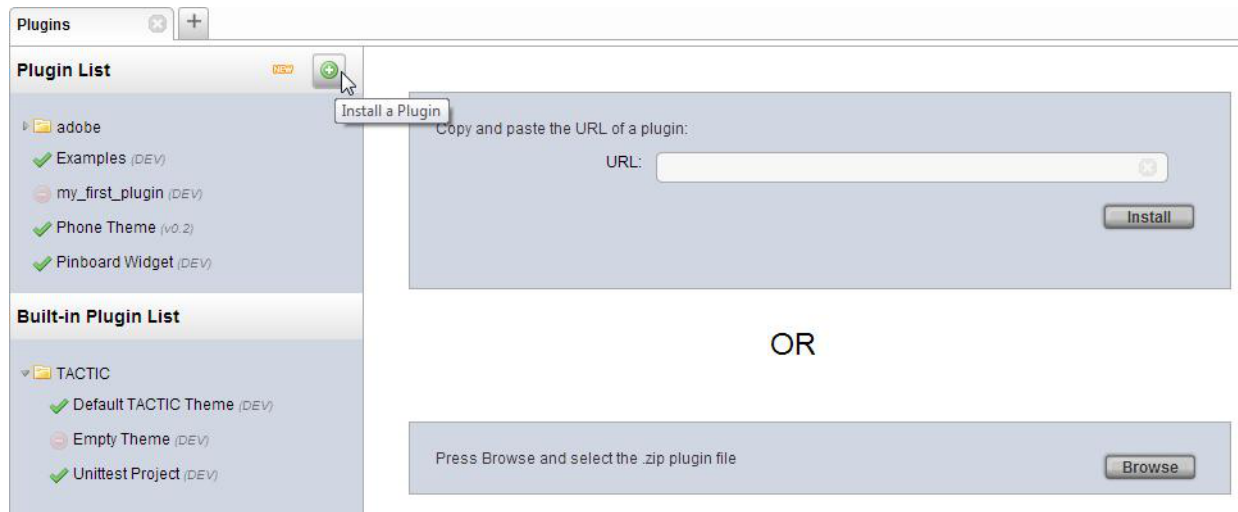 Plugins
+
Plugin List NEW
Install a Plugin
adobe
Examples (DEV)
my_first_plugin (DEV)
Phone Theme (v0.2)
Pinboard Widget (DEV)
Built-in Plugin List
TACTIC
Default TACTIC Theme (DEV)
Empty Theme (DEV)
Unittest Project (DEV)
Copy and paste the URL of a plugin:
URL:
Install
OR
Press Browse and select the .zip plugin file
Browse